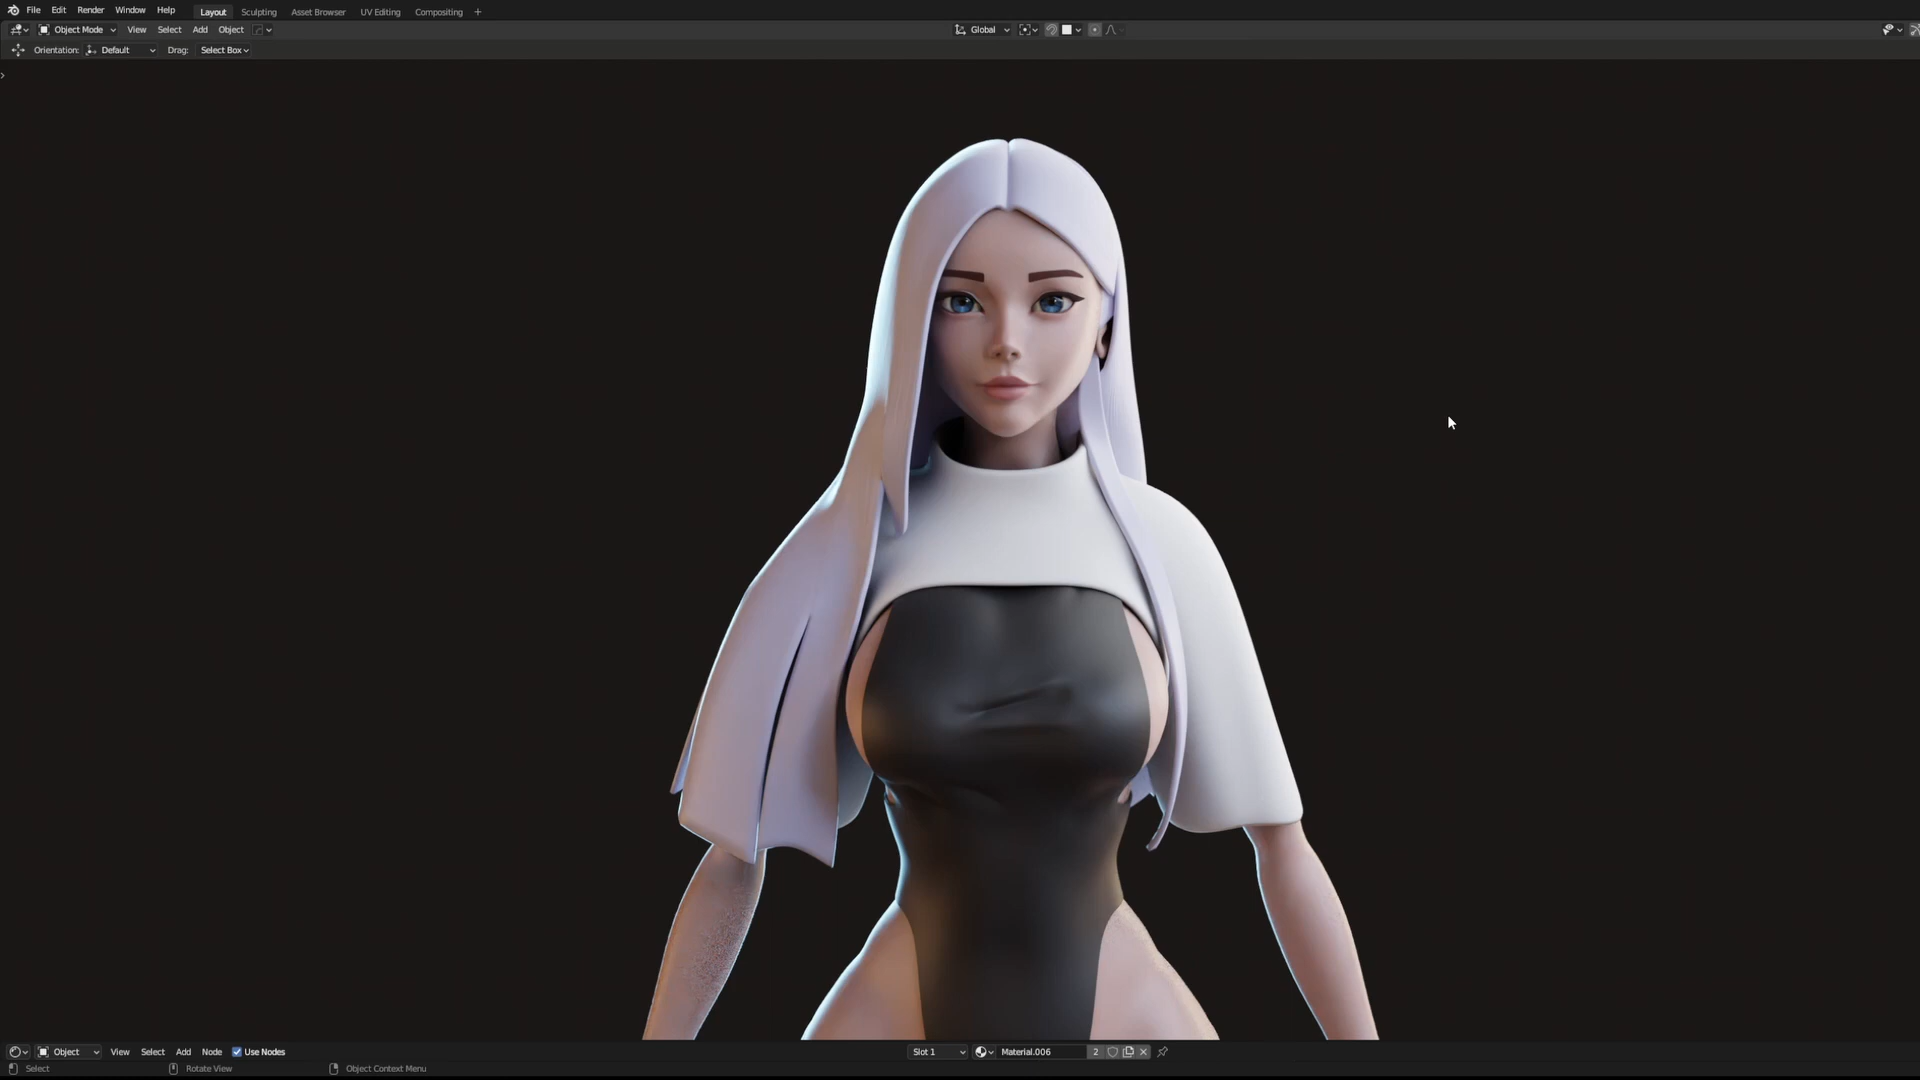 File Edit Render Window Help Layout Sculpting Asset Browser UV Editing Compositing +
Object Mode View Select Add Object Global
Orientation: Default Drag: Select Box
Object View Select Add Node Use Nodes Slot 1 Material.006 2
Select Rotate View Object Context Menu